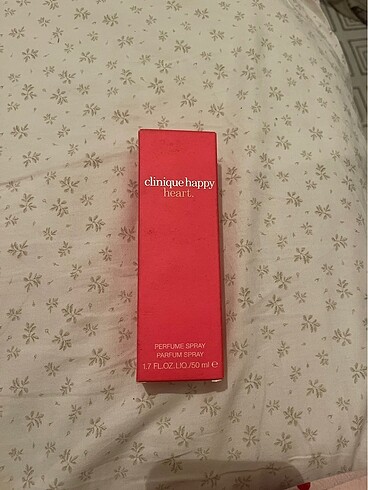 clinique happy
heart.
PERFUME SPRAY
PARFUM SPRAY
1.7 FL.OZ.LIQ./50 ml ℮